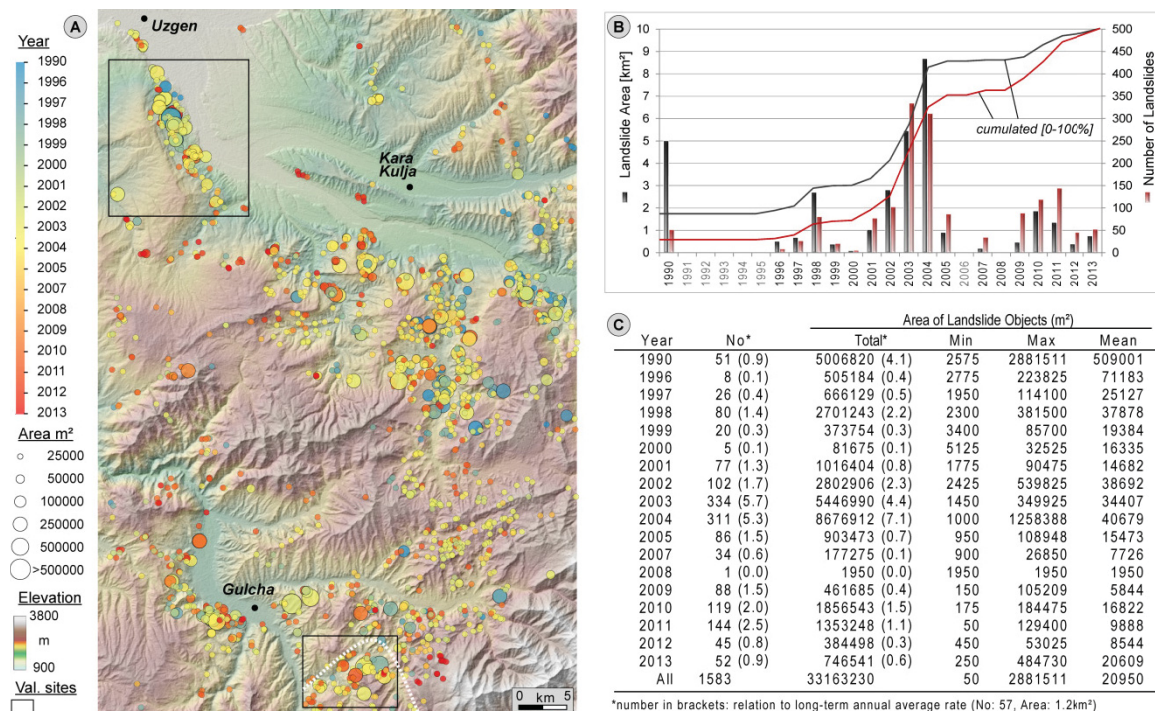 Year
1990
1996
1997
1998
1999
2000
2001
2002
2003
2004
2005
2007
2008
2009
2010
2011
2012
2013
Area m²
25000
50000
100000
250000
500000
>500000
Elevation
3800
m
900
Val. sites
A
Uzgen
Kara
Kulja
Gulcha
0 km 5
B
Landslide Area [km²]
10
9
8
7
6
5
4
3
2
1
0
cumulated [0-100%]
500
450
400
350
300
250
200
150
100
50
0
Number of Landslides
1990 1991 1992 1993 1994 1995 1996 1997 1998 1999 2000 2001 2002 2003 2004 2005 2006 2007 2008 2009 2010 2011 2012 2013
C
Area of Landslide Objects (m²)
Year No* Total* Min Max Mean
1990 51 (0.9) 5006820 (4.1) 2575 2881511 509001
1996 8 (0.1) 505184 (0.4) 2775 223825 71183
1997 26 (0.4) 666129 (0.5) 1950 114100 25127
1998 80 (1.4) 2701243 (2.2) 2300 381500 37878
1999 20 (0.3) 373754 (0.3) 3400 85700 19384
2000 5 (0.1) 81675 (0.1) 5125 32525 16335
2001 77 (1.3) 1016404 (0.8) 1775 90475 14682
2002 102 (1.7) 2802906 (2.3) 2425 539825 38692
2003 334 (5.7) 5446990 (4.4) 1450 349925 34407
2004 311 (5.3) 8676912 (7.1) 1000 1258388 40679
2005 86 (1.5) 903473 (0.7) 950 108948 15473
2007 34 (0.6) 177275 (0.1) 900 26850 7726
2008 1 (0.0) 1950 (0.0) 1950 1950 1950
2009 88 (1.5) 461685 (0.4) 150 105209 5844
2010 119 (2.0) 1856543 (1.5) 175 184475 16822
2011 144 (2.5) 1353248 (1.1) 50 129400 9888
2012 45 (0.8) 384498 (0.3) 450 53025 8544
2013 52 (0.9) 746541 (0.6) 250 484730 20609
All 1583 33163230 50 2881511 20950
*number in brackets: relation to long-term annual average rate (No: 57, Area: 1.2km²)